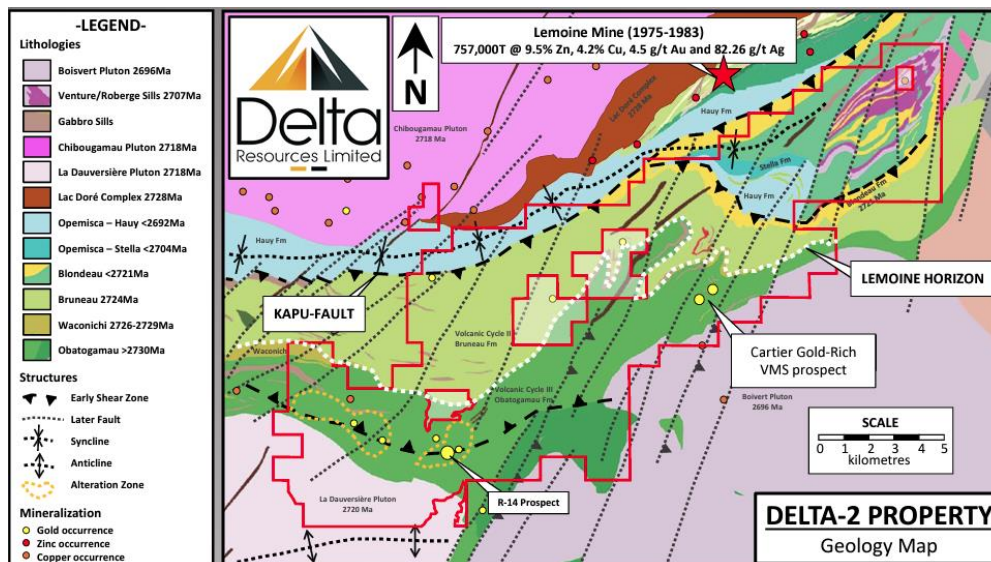 -LEGEND-
Lithologies
Boisvert Pluton 2696Ma
Venture/Roberge Sills 2707Ma
Gabbro Sills
Chibougamau Pluton 2718Ma
La Dauversière Pluton 2718Ma
Lac Doré Complex 2728Ma
Opemisca – Hauy <2692Ma
Opemisca – Stella <2704Ma
Blondeau <2721Ma
Bruneau 2724Ma
Waconichi 2726-2729Ma
Obatogamau >2730Ma
Structures
Early Shear Zone
Later Fault
Syncline
Anticline
Alteration Zone
Mineralization
Gold occurrence
Zinc occurrence
Copper occurrence
Delta
Resources Limited
N
Lemoine Mine (1975-1983)
757,000T @ 9.5% Zn, 4.2% Cu, 4.5 g/t Au and 82.26 g/t Ag
Chibougamau Pluton
2718 Ma
Lac Doré Complex
2728 Ma
Hauy Fm
Stella Fm
Hauy Fm
Blondeau Fm
2721 Ma
Hauy Fm
KAPU-FAULT
LEMOINE HORIZON
Volcanic Cycle III
Bruneau Fm
Waconichi
Cartier Gold-Rich
VMS prospect
Volcanic Cycle III
Obatogamau Fm
Boivert Pluton
2696 Ma
SCALE
0 1 2 3 4 5
kilometres
R-14 Prospect
La Dauversière Pluton
2720 Ma
DELTA-2 PROPERTY
Geology Map